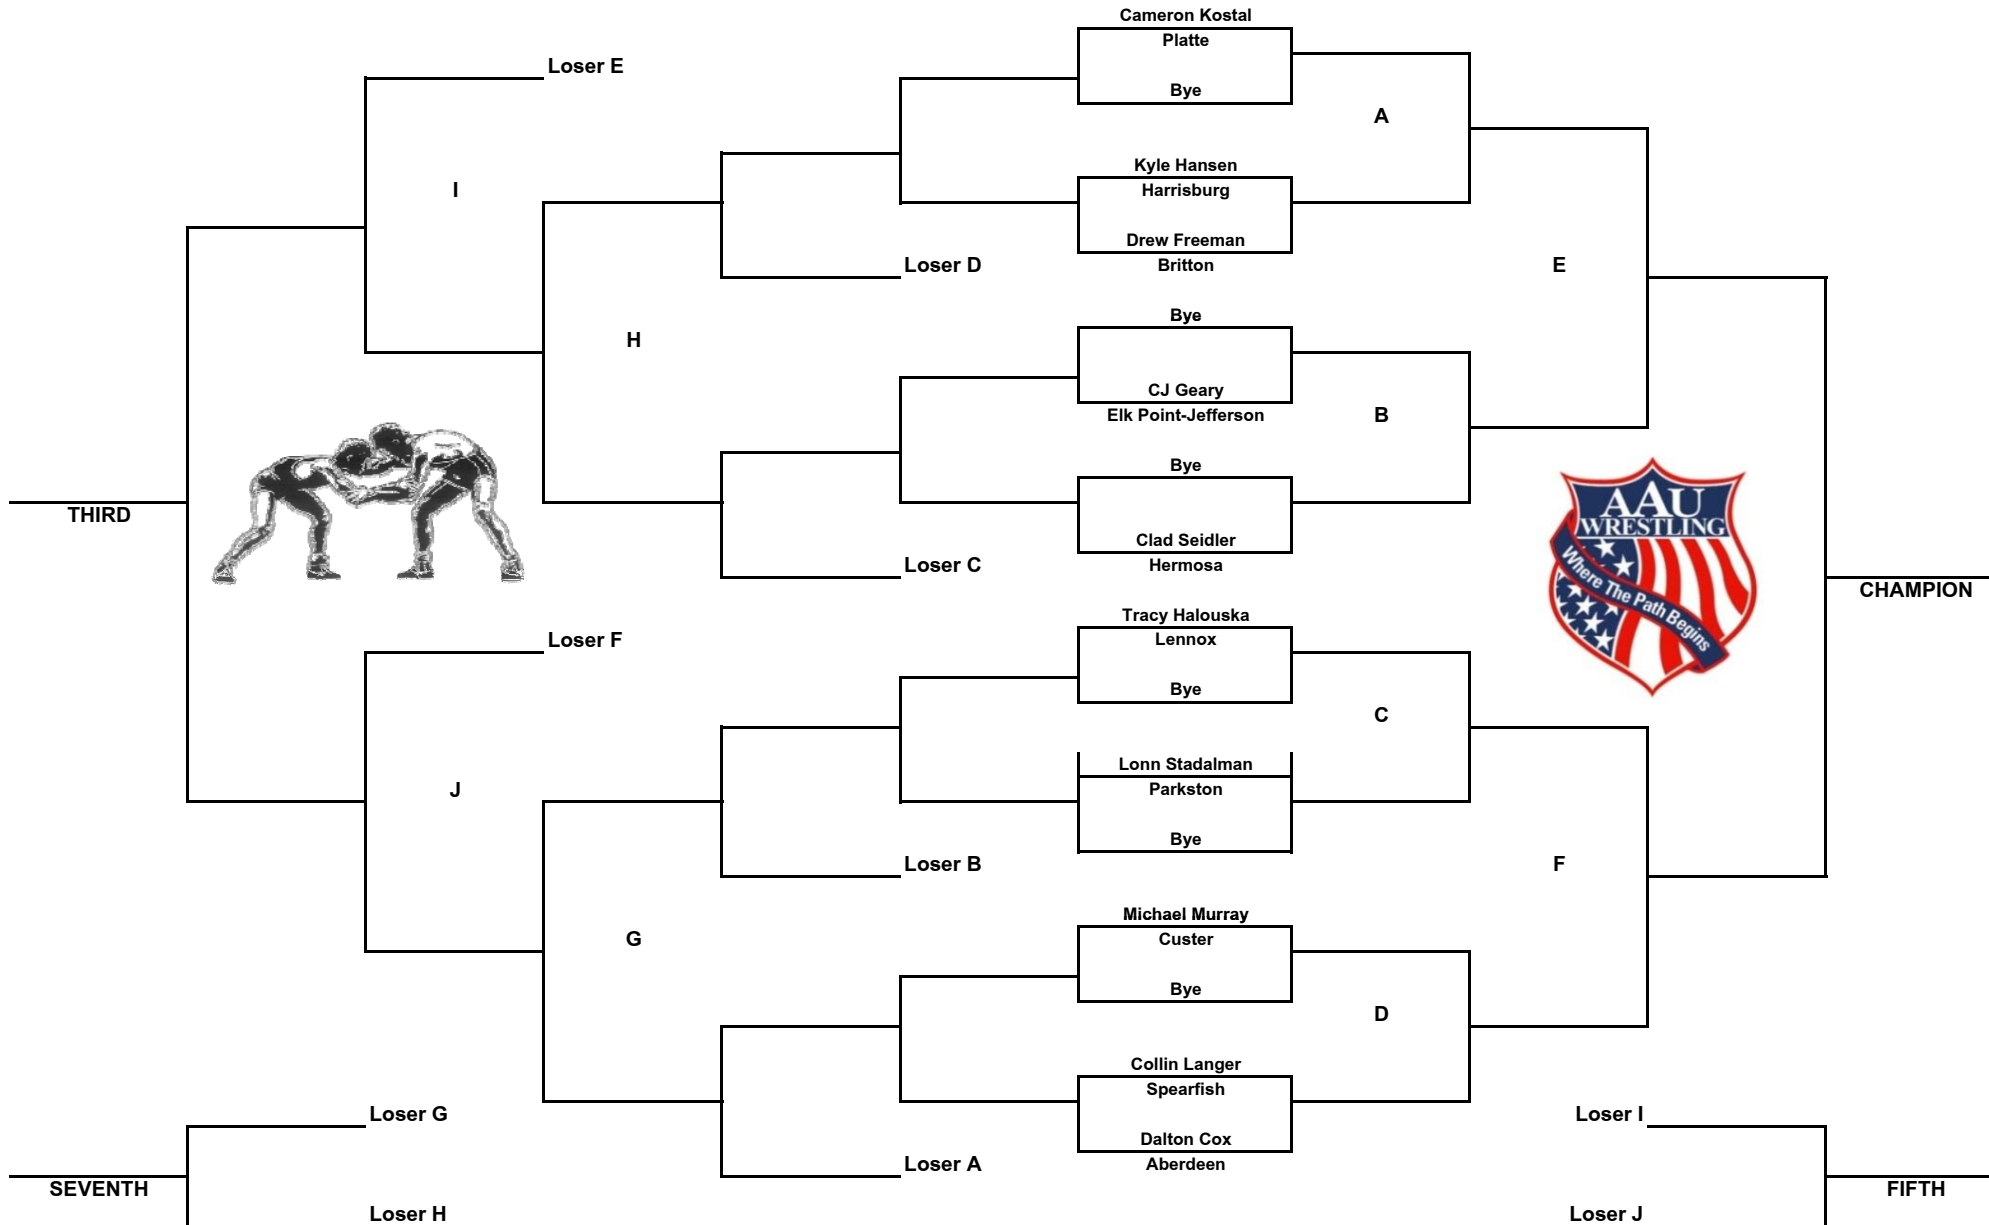 Cameron Kostal
Platte
Loser E
Bye
A
Kyle Hansen
I
Harrisburg
Drew Freeman
Loser D
Britton
E
Bye
H
CJ Geary
Elk Point-Jefferson
B
Bye
AAU
WRESTLING
Where The Path Begins
THIRD
Clad Seidler
Loser C
Hermosa
CHAMPION
Tracy Halouska
Loser F
Lennox
Bye
C
Lonn Stadalman
J
Parkston
Bye
Loser B
F
Michael Murray
G
Custer
Bye
D
Collin Langer
Spearfish
Loser G
Loser I
Dalton Cox
Loser A
Aberdeen
SEVENTH
FIFTH
Loser H
Loser J